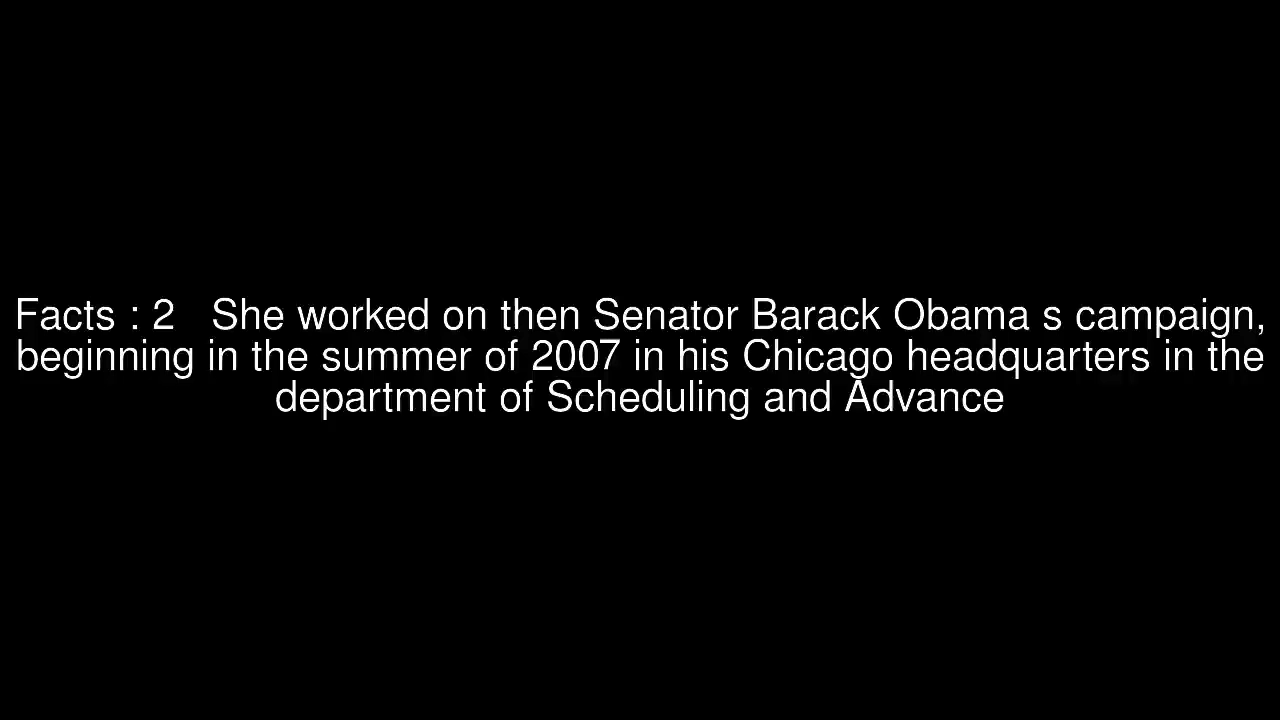 Facts : 2 She worked on then Senator Barack Obama s campaign,
beginning in the summer of 2007 in his Chicago headquarters in the
department of Scheduling and Advance